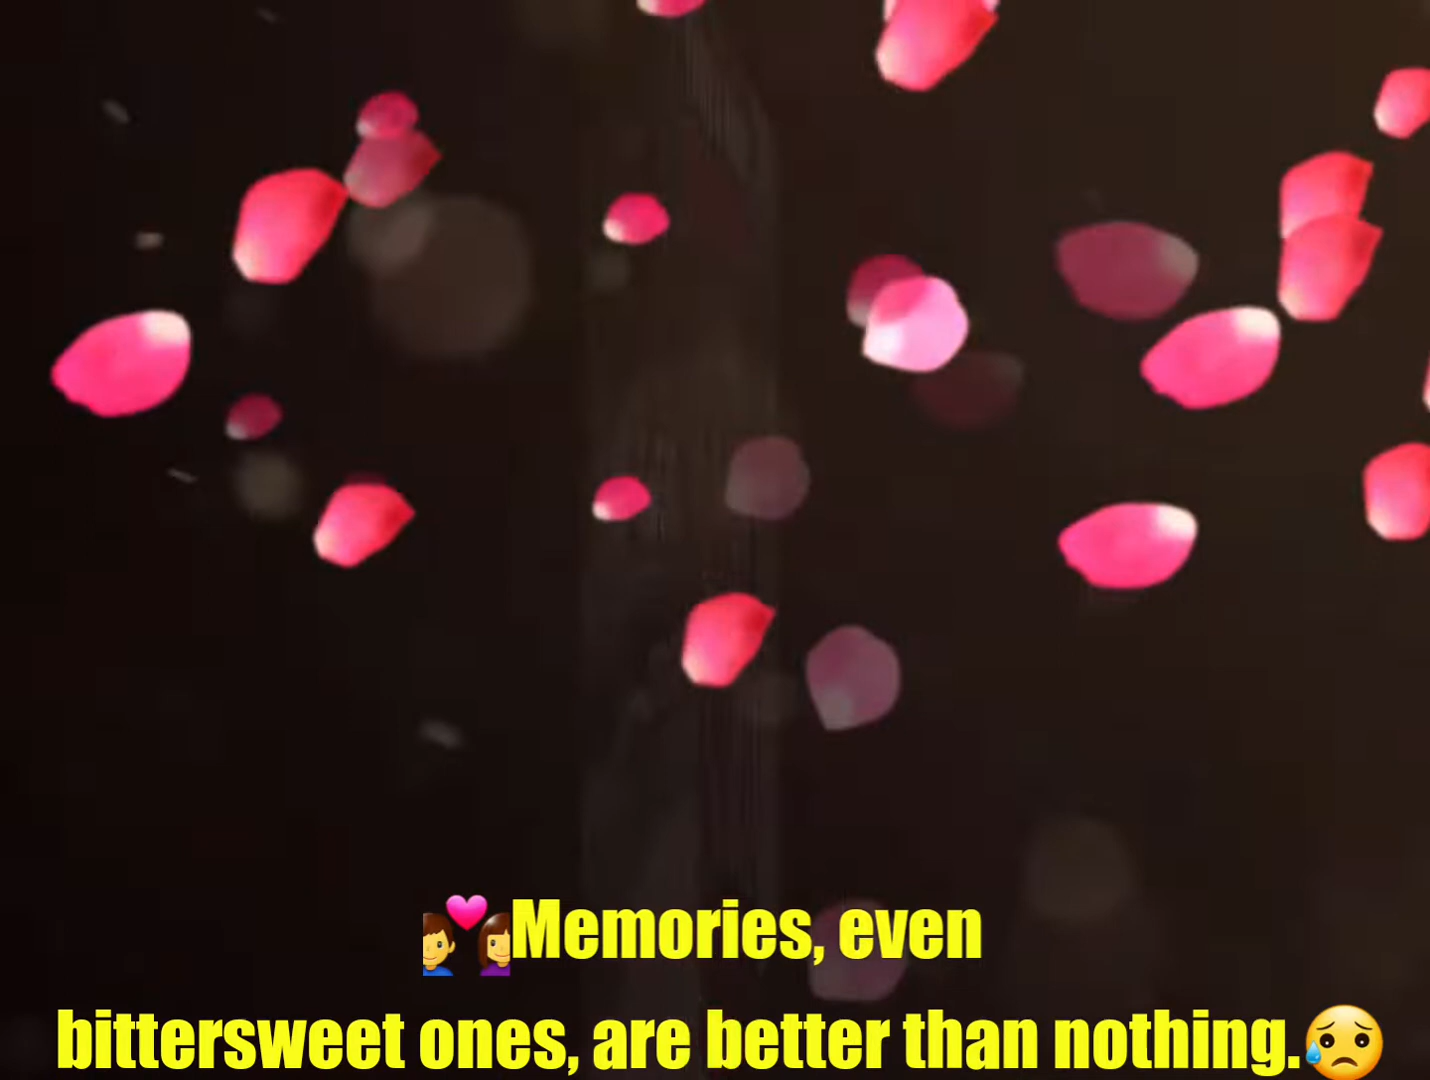 💑Memories, even
bittersweet ones, are better than nothing.😥